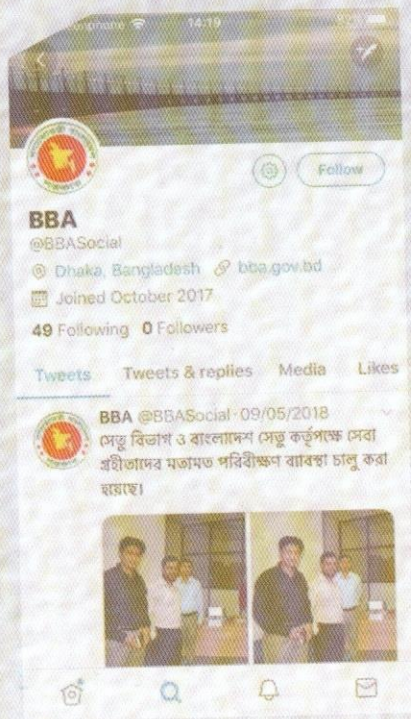 14:19
Follow
BBA
@BBASocial
Dhaka, Bangladesh bba.gov.bd
Joined October 2017
49 Following 0 Followers
Tweets Tweets & replies Media Likes
BBA @BBASocial · 09/05/2018
সেতু বিভাগ ও বাংলাদেশ সেতু কর্তৃপক্ষে সেবা
গ্রহীতাদের মতামত পরিবীক্ষণ ব্যাবস্থা চালু করা
হয়েছে।